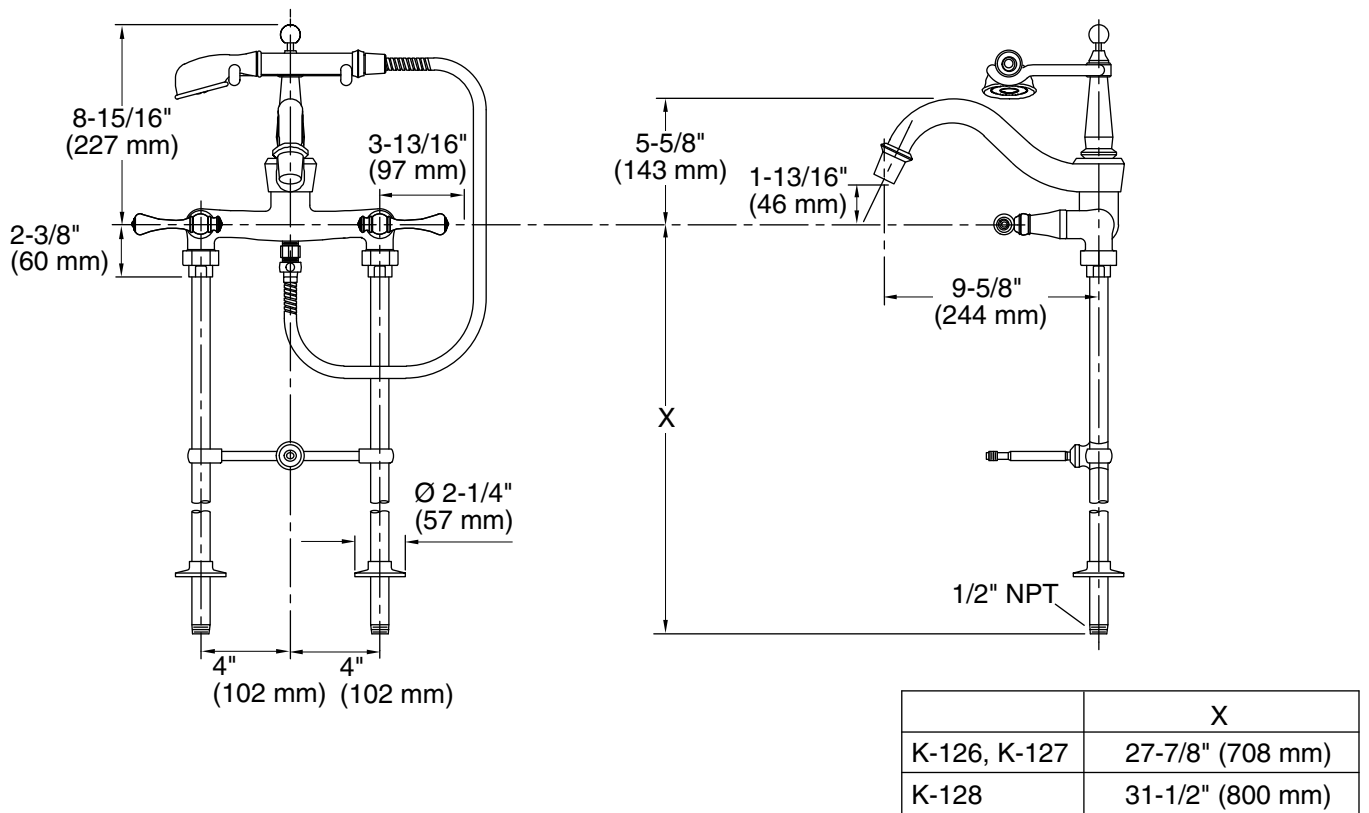 8-15/16"
(227 mm)
3-13/16"
(97 mm)
2-3/8"
(60 mm)
Ø 2-1/4"
(57 mm)
4"
(102 mm)
4"
(102 mm)
5-5/8"
(143 mm)
1-13/16"
(46 mm)
9-5/8"
(244 mm)
X
1/2" NPT
X
K-126, K-127 27-7/8" (708 mm)
K-128 31-1/2" (800 mm)